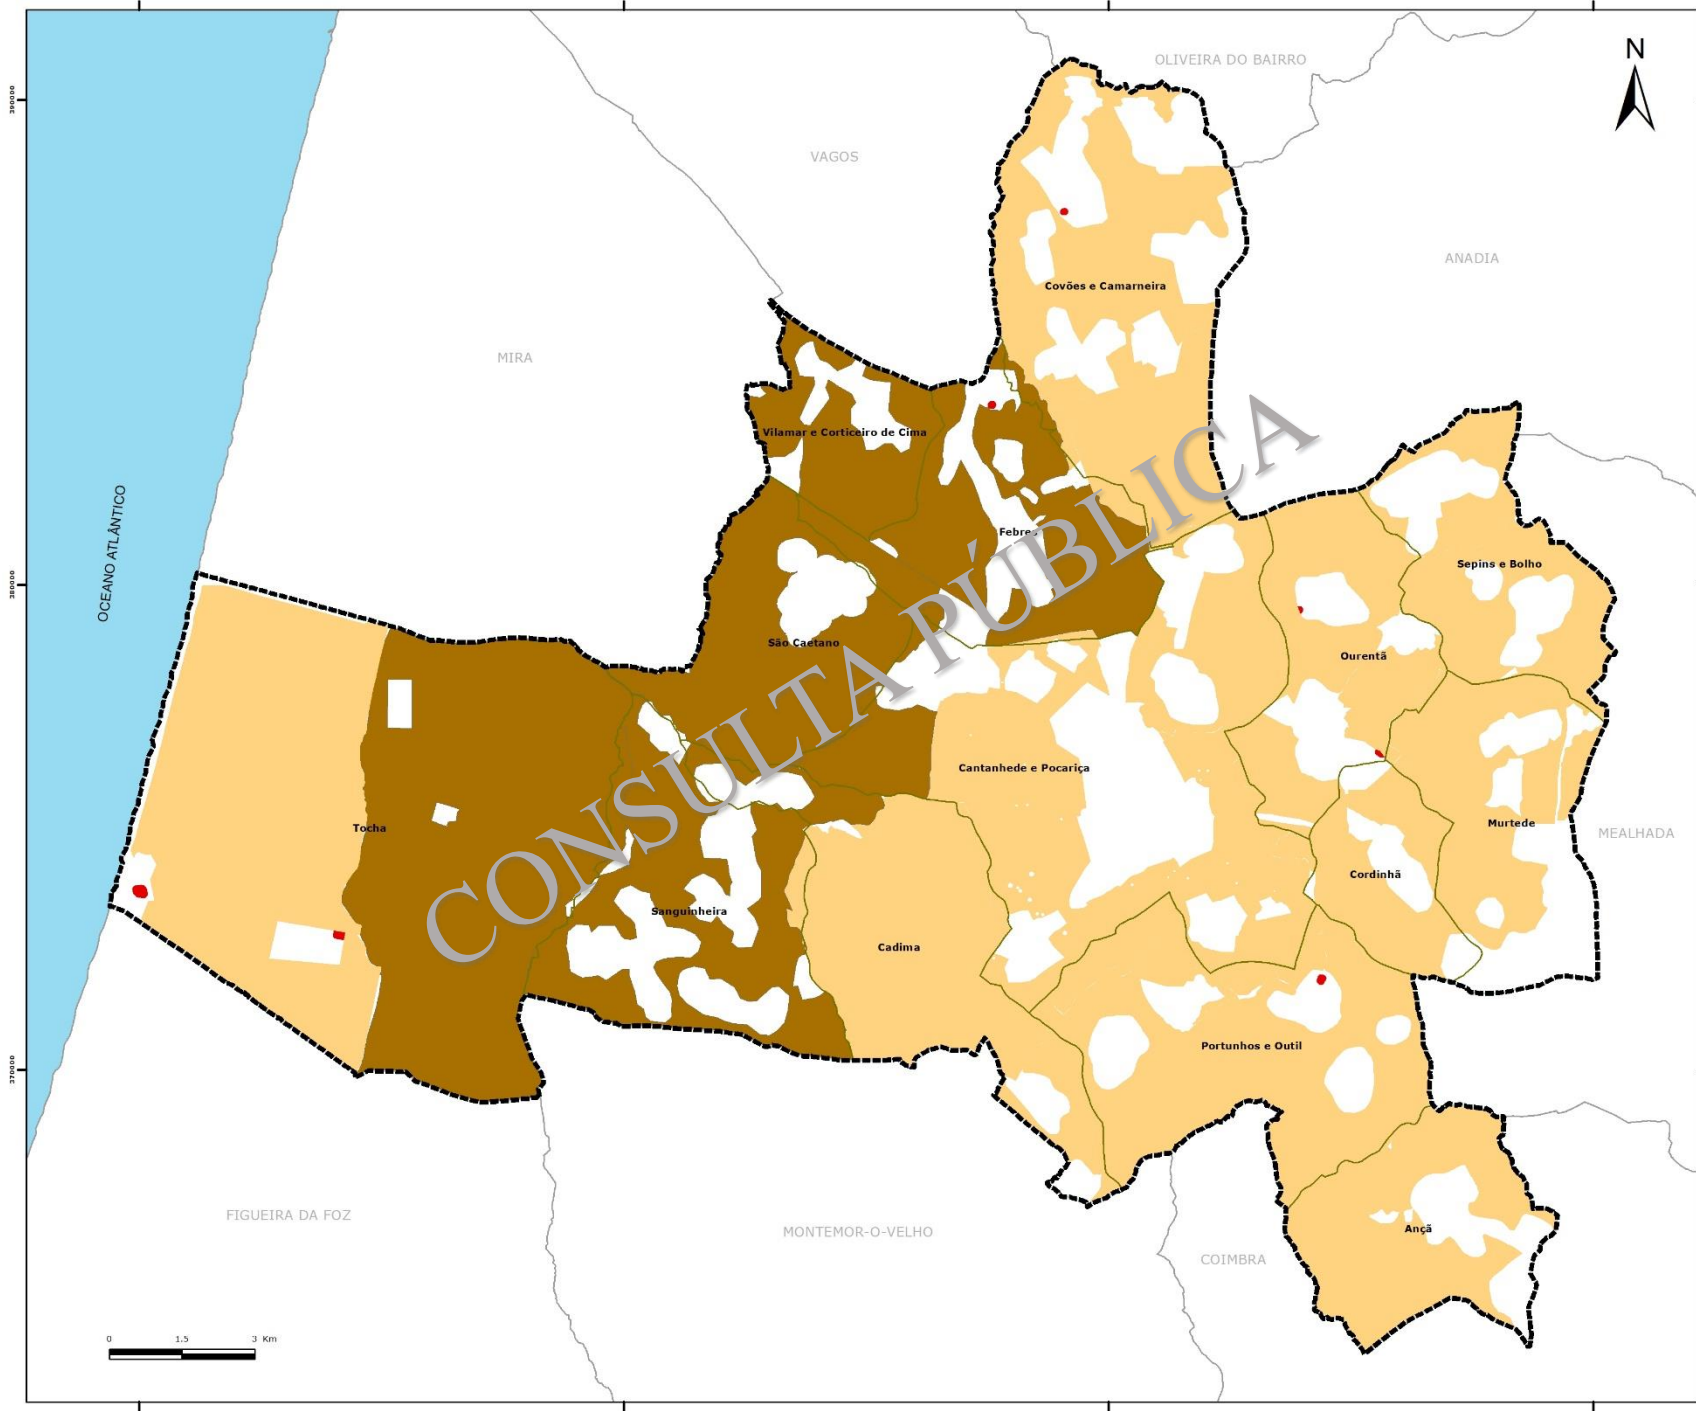 N
OLIVEIRA DO BAIRRO
VAGOS
ANADIA
Covões e Camarneira
MIRA
Vilamar e Corticeiro de Cima
OCEANO ATLÂNTICO
Febres
Sepins e Bolho
São Caetano
Ourentã
CONSULTA PÚBLICA
Cantanhede e Pocariça
Tocha
Murtede
MEALHADA
Cordinhã
Sanguinheira
Cadima
Portunhos e Outil
FIGUEIRA DA FOZ
MONTEMOR-O-VELHO
Ançã
COIMBRA
0 1.5 3 Km